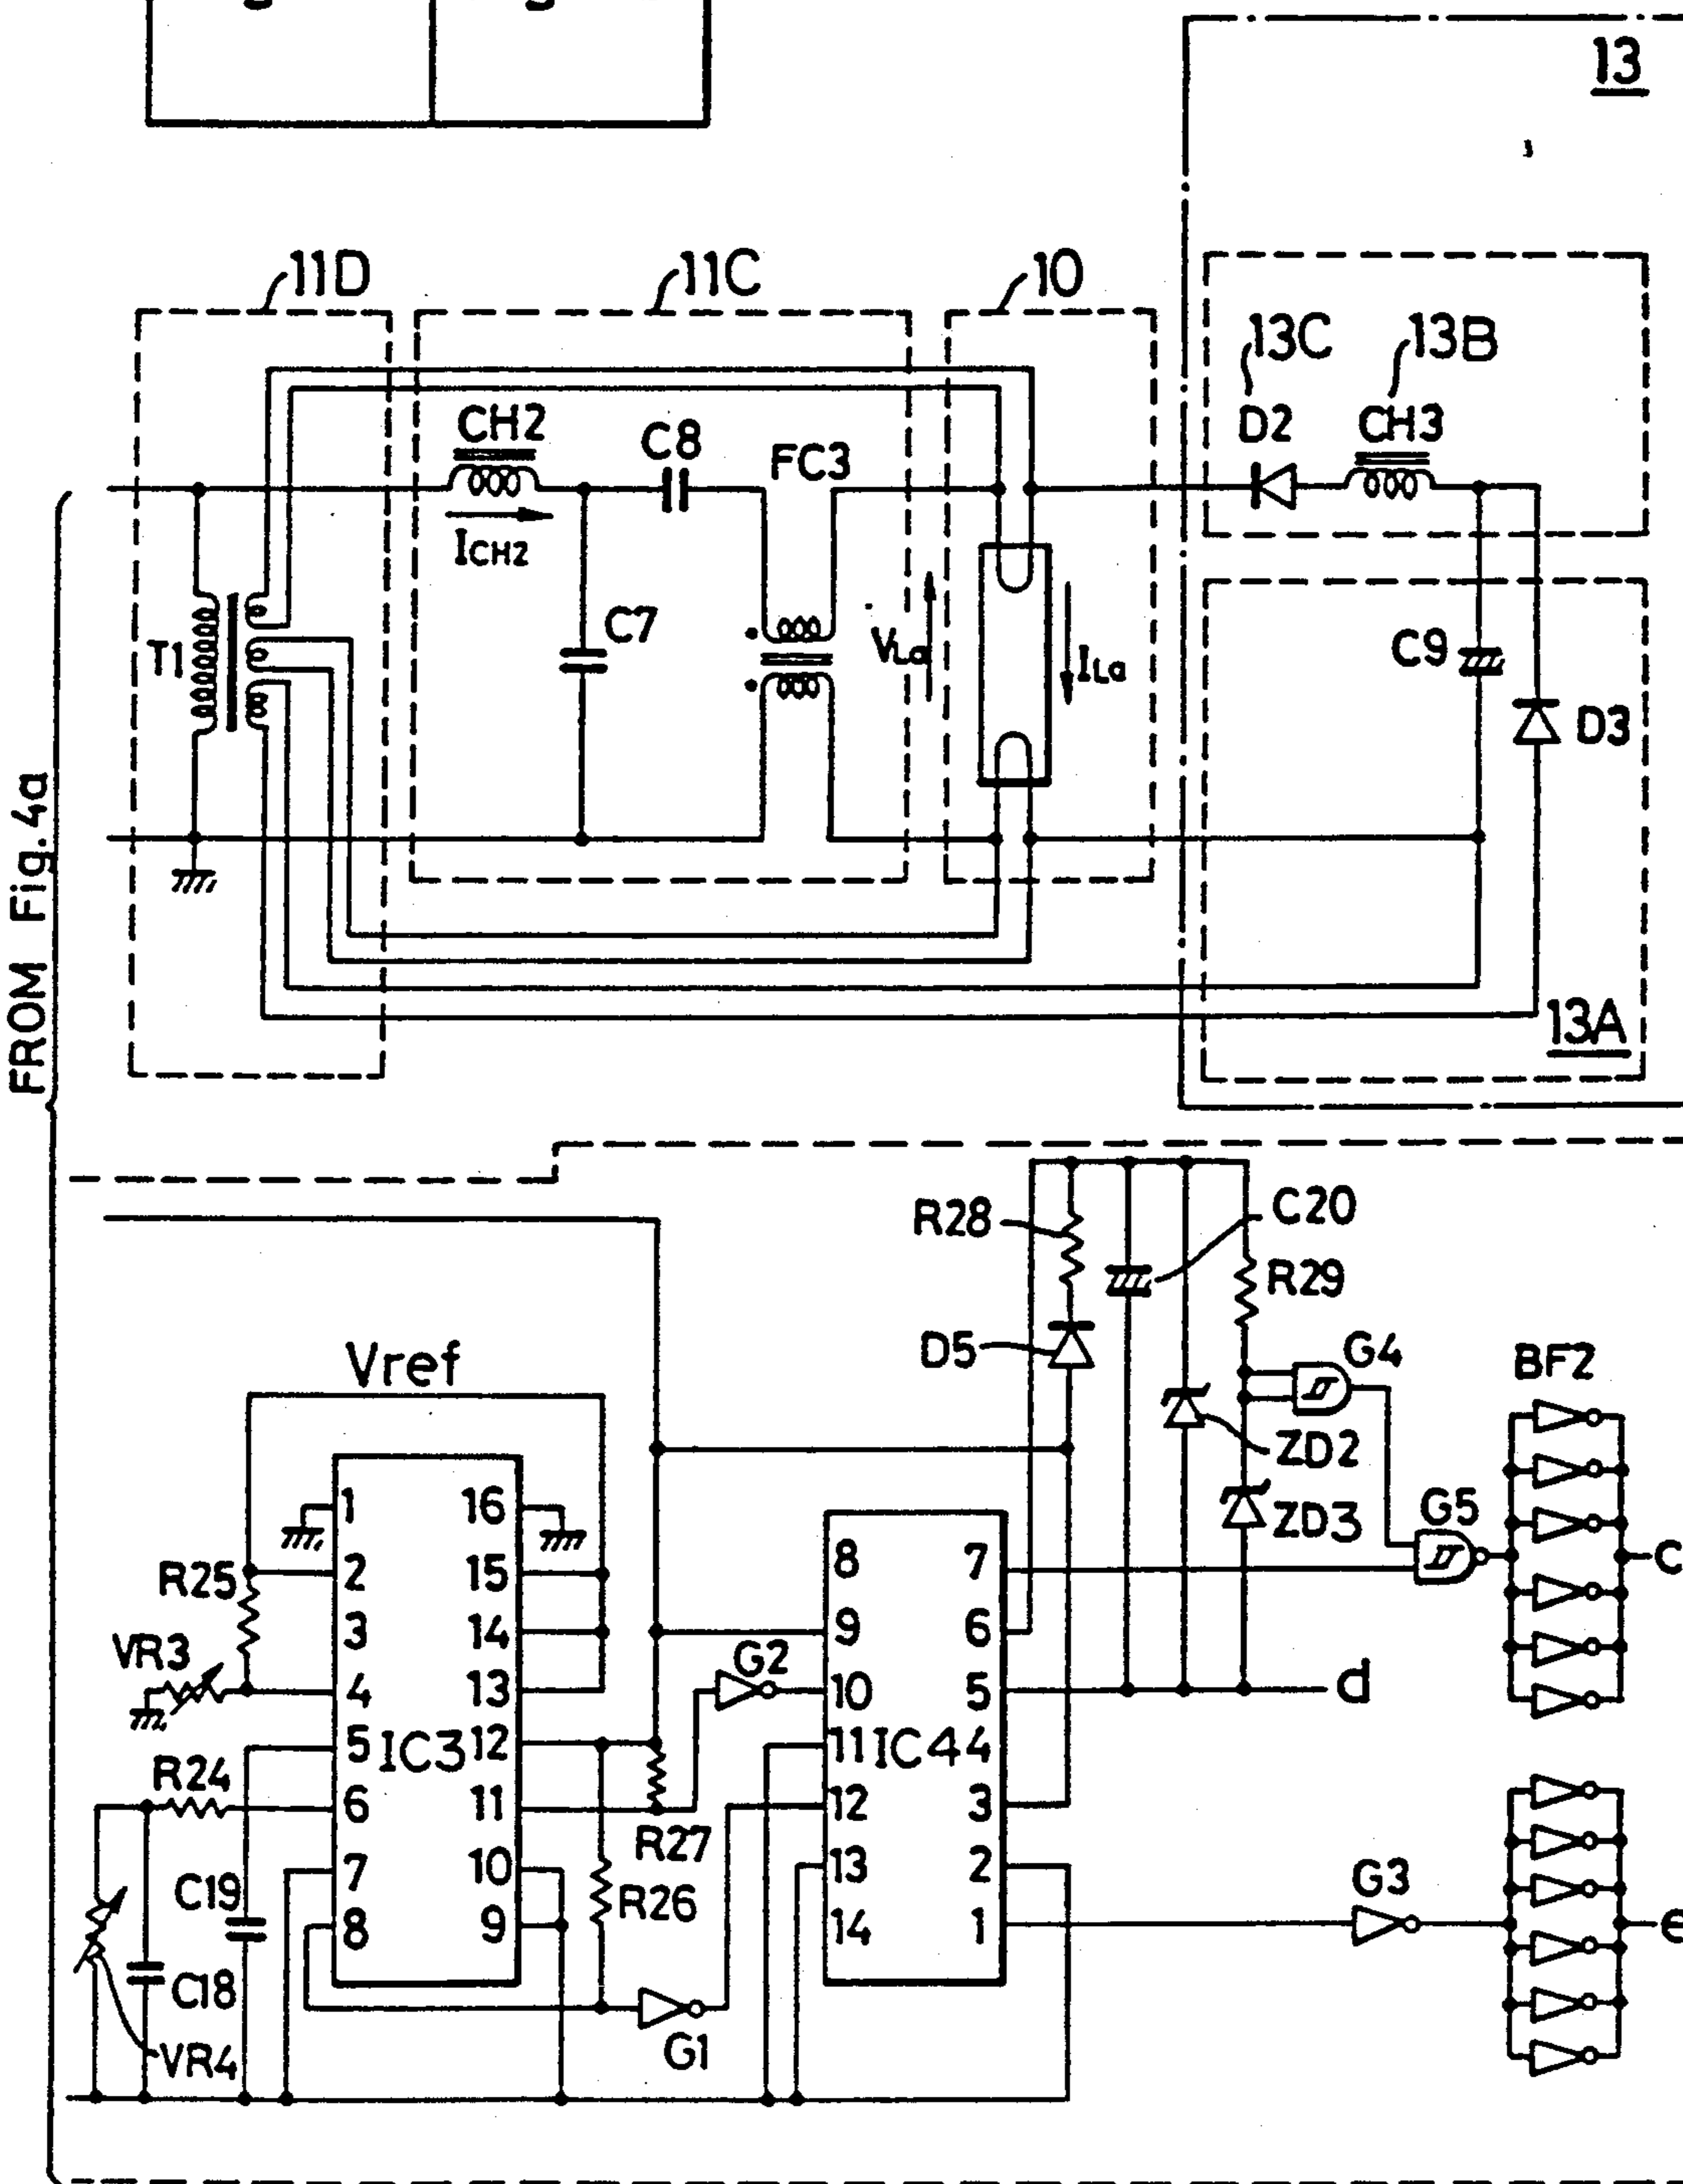 13
11D
11C
10
13C
13B
CH2
C8
FC3
D2
CH3
ICH2
T1
C7
VLa
ILa
C9
D3
FROM Fig.4a
13A
R28
C20
R29
D5
G4
BF2
Vref
ZD2
ZD3
G5
c
1
16
2
15
3
14
4
13
5
12
6
11
7
10
8
9
IC3
R25
VR3
R24
C19
C18
VR4
R27
R26
G2
G1
8
7
9
6
10
5
11
4
12
3
13
2
14
1
IC4
d
G3
e